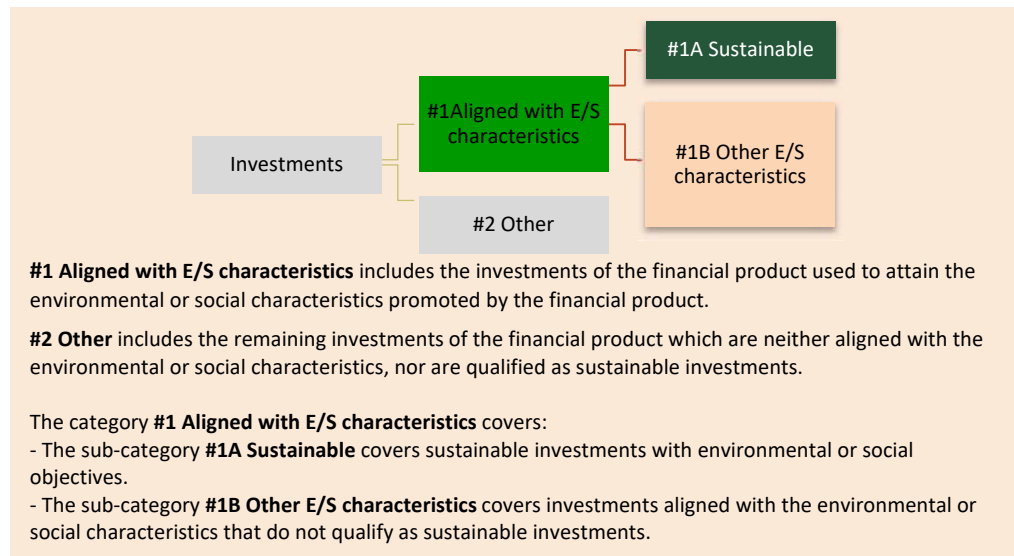 #1A Sustainable
#1Aligned with E/S
characteristics
Investments
#1B Other E/S
characteristics
#2 Other
#1 Aligned with E/S characteristics includes the investments of the financial product used to attain the
environmental or social characteristics promoted by the financial product.
#2 Other includes the remaining investments of the financial product which are neither aligned with the
environmental or social characteristics, nor are qualified as sustainable investments.
The category #1 Aligned with E/S characteristics covers:
- The sub-category #1A Sustainable covers sustainable investments with environmental or social
objectives.
- The sub-category #1B Other E/S characteristics covers investments aligned with the environmental or
social characteristics that do not qualify as sustainable investments.